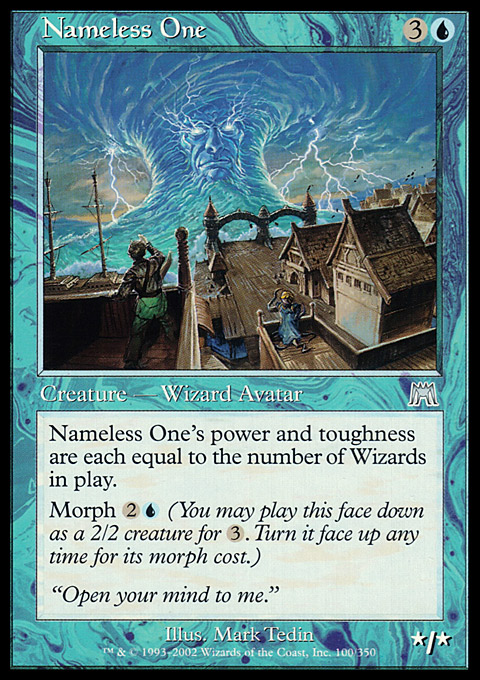 Nameless One 3
Creature — Wizard Avatar
Nameless One's power and toughness
are each equal to the number of Wizards
in play.
Morph 2 (You may play this face down
as a 2/2 creature for 3. Turn it face up any
time for its morph cost.)
"Open your mind to me."
Illus. Mark Tedin
*/*
™ & © 1993-2002 Wizards of the Coast, Inc. 100/350